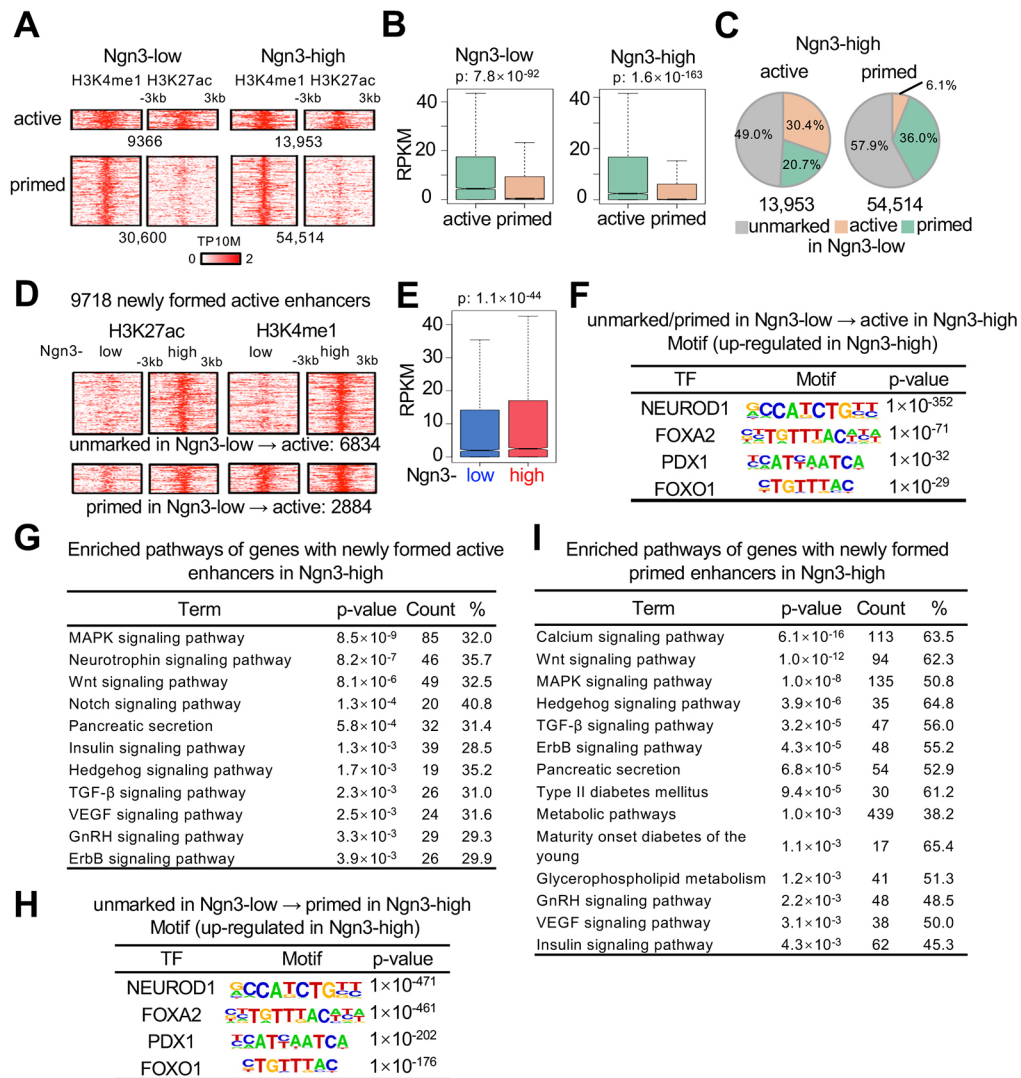 A
Ngn3-low Ngn3-high
H3K4me1 H3K27ac H3K4me1 H3K27ac
-3kb 3kb -3kb 3kb
active
9366 13,953
primed
30,600 54,514
TP10M
0 2
B
Ngn3-low
p: 7.8×10-92
Ngn3-high
p: 1.6×10-163
RPKM
40
20
0
active primed
40
20
0
active primed
C
Ngn3-high
active primed
6.1%
49.0% 30.4% 20.7%
57.9% 36.0%
13,953 54,514
unmarked active primed
in Ngn3-low
D
9718 newly formed active enhancers
H3K27ac H3K4me1
Ngn3- low -3kb high 3kb low -3kb high 3kb
unmarked in Ngn3-low → active: 6834
primed in Ngn3-low → active: 2884
E
p: 1.1×10-44
RPKM
40
30
20
10
0
Ngn3- low high
F
unmarked/primed in Ngn3-low → active in Ngn3-high
Motif (up-regulated in Ngn3-high)
TF Motif p-value
NEUROD1 GCCATCTGTT 1×10-352
FOXA2 CTTGTTTACATA 1×10-71
PDX1 TCATCAATCA 1×10-32
FOXO1 CTGTTTAC 1×10-29
G
Enriched pathways of genes with newly formed active
enhancers in Ngn3-high
Term p-value Count %
MAPK signaling pathway 8.5×10-9 85 32.0
Neurotrophin signaling pathway 8.2×10-7 46 35.7
Wnt signaling pathway 8.1×10-6 49 32.5
Notch signaling pathway 1.3×10-4 20 40.8
Pancreatic secretion 5.8×10-4 32 31.4
Insulin signaling pathway 1.3×10-3 39 28.5
Hedgehog signaling pathway 1.7×10-3 19 35.2
TGF-β signaling pathway 2.3×10-3 26 31.0
VEGF signaling pathway 2.5×10-3 24 31.6
GnRH signaling pathway 3.3×10-3 29 29.3
ErbB signaling pathway 3.9×10-3 26 29.9
H
unmarked in Ngn3-low → primed in Ngn3-high
Motif (up-regulated in Ngn3-high)
TF Motif p-value
NEUROD1 GCCATCTGTT 1×10-471
FOXA2 CTTGTTTACATA 1×10-461
PDX1 TCATCAATCA 1×10-202
FOXO1 CTGTTTAC 1×10-176
I
Enriched pathways of genes with newly formed
primed enhancers in Ngn3-high
Term p-value Count %
Calcium signaling pathway 6.1×10-16 113 63.5
Wnt signaling pathway 1.0×10-12 94 62.3
MAPK signaling pathway 1.0×10-8 135 50.8
Hedgehog signaling pathway 3.9×10-6 35 64.8
TGF-β signaling pathway 3.2×10-5 47 56.0
ErbB signaling pathway 4.3×10-5 48 55.2
Pancreatic secretion 6.8×10-5 54 52.9
Type II diabetes mellitus 9.4×10-5 30 61.2
Metabolic pathways 1.0×10-3 439 38.2
Maturity onset diabetes of the
young 1.1×10-3 17 65.4
Glycerophospholipid metabolism 1.2×10-3 41 51.3
GnRH signaling pathway 2.2×10-3 48 48.5
VEGF signaling pathway 3.1×10-3 38 50.0
Insulin signaling pathway 4.3×10-3 62 45.3